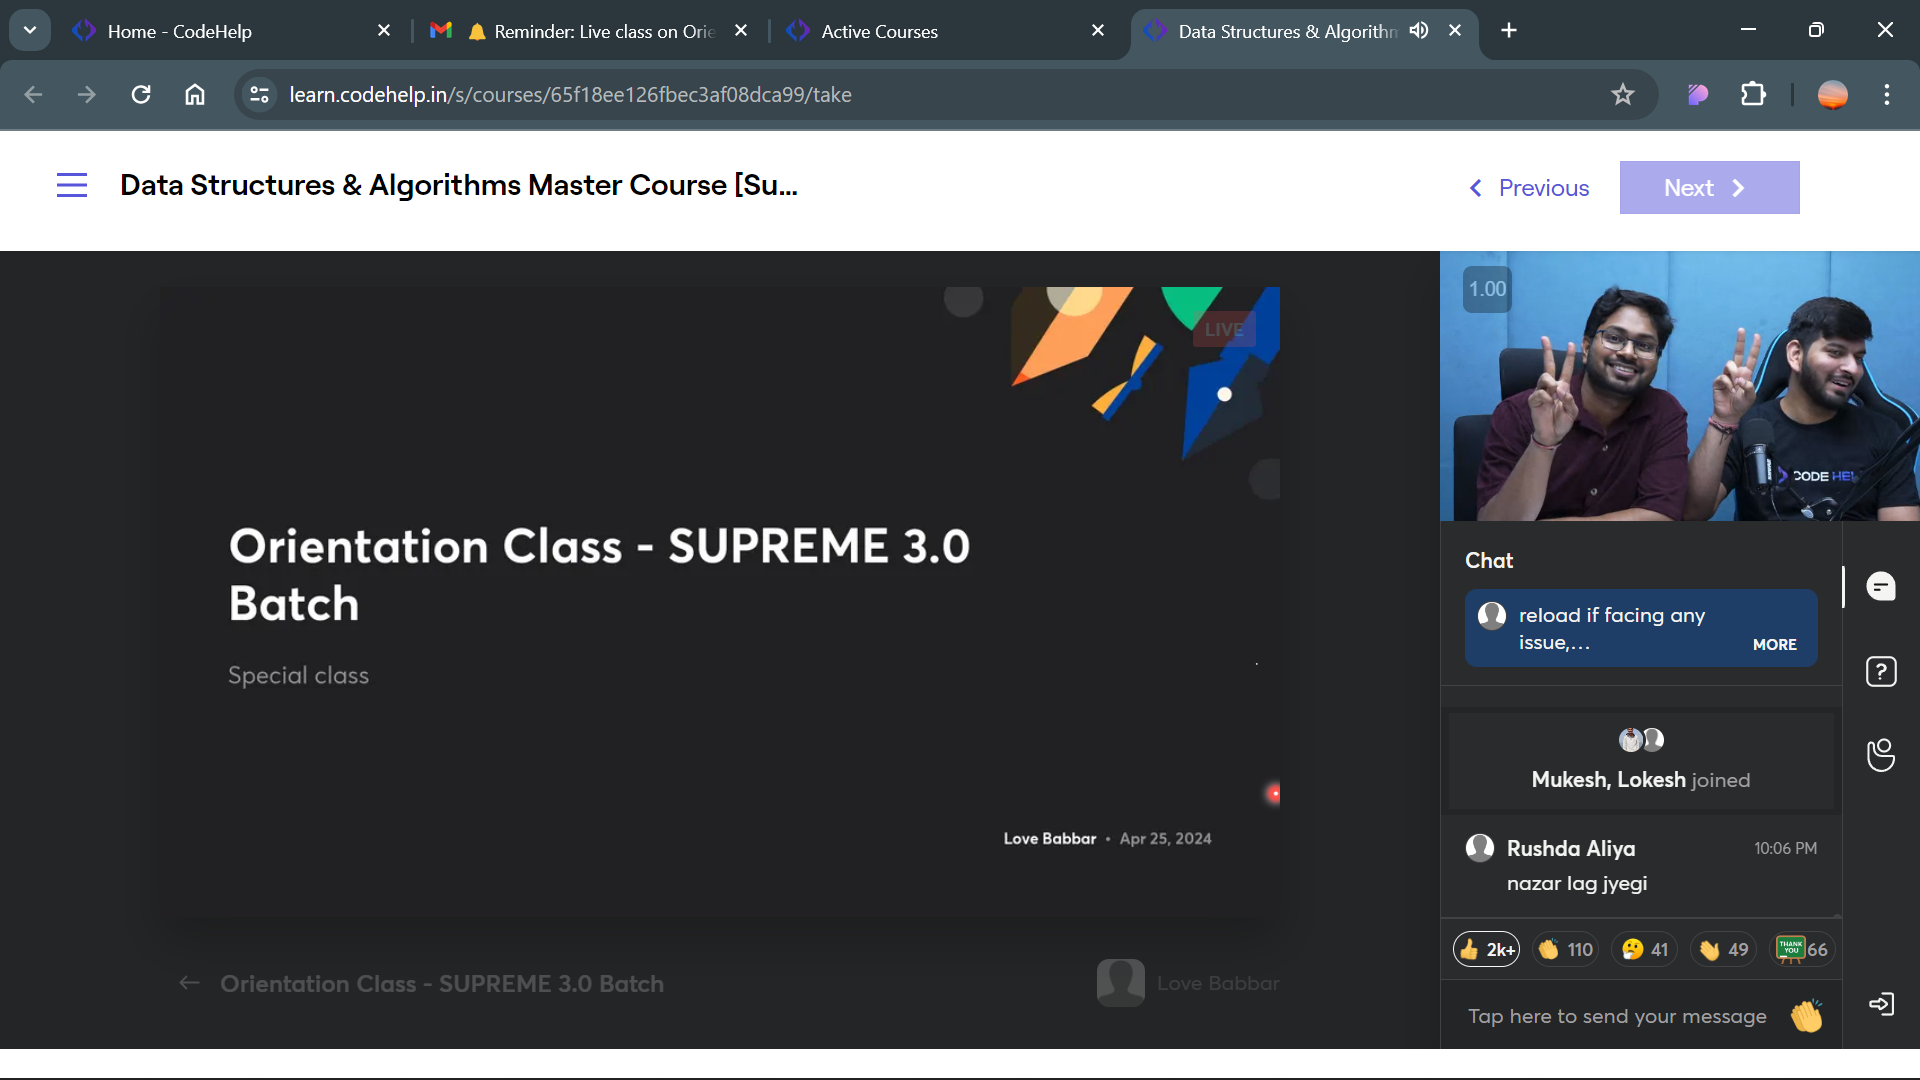 Home - CodeHelp
🔔 Reminder: Live class on Orie
Active Courses
Data Structures & Algorithm
learn.codehelp.in/s/courses/65f18ee126fbec3af08dca99/take
Data Structures & Algorithms Master Course [Su...
Previous
Next
LIVE
Orientation Class - SUPREME 3.0
Batch
Special class
Love Babbar • Apr 25, 2024
Orientation Class - SUPREME 3.0 Batch
Love Babbar
1.00
CODE HEL
Chat
reload if facing any
issue,...
MORE
Mukesh, Lokesh joined
Rushda Aliya
10:06 PM
nazar lag jyegi
👍 2k+ 👏 110 🤔 41 👋 49 THANK YOU 66
Tap here to send your message